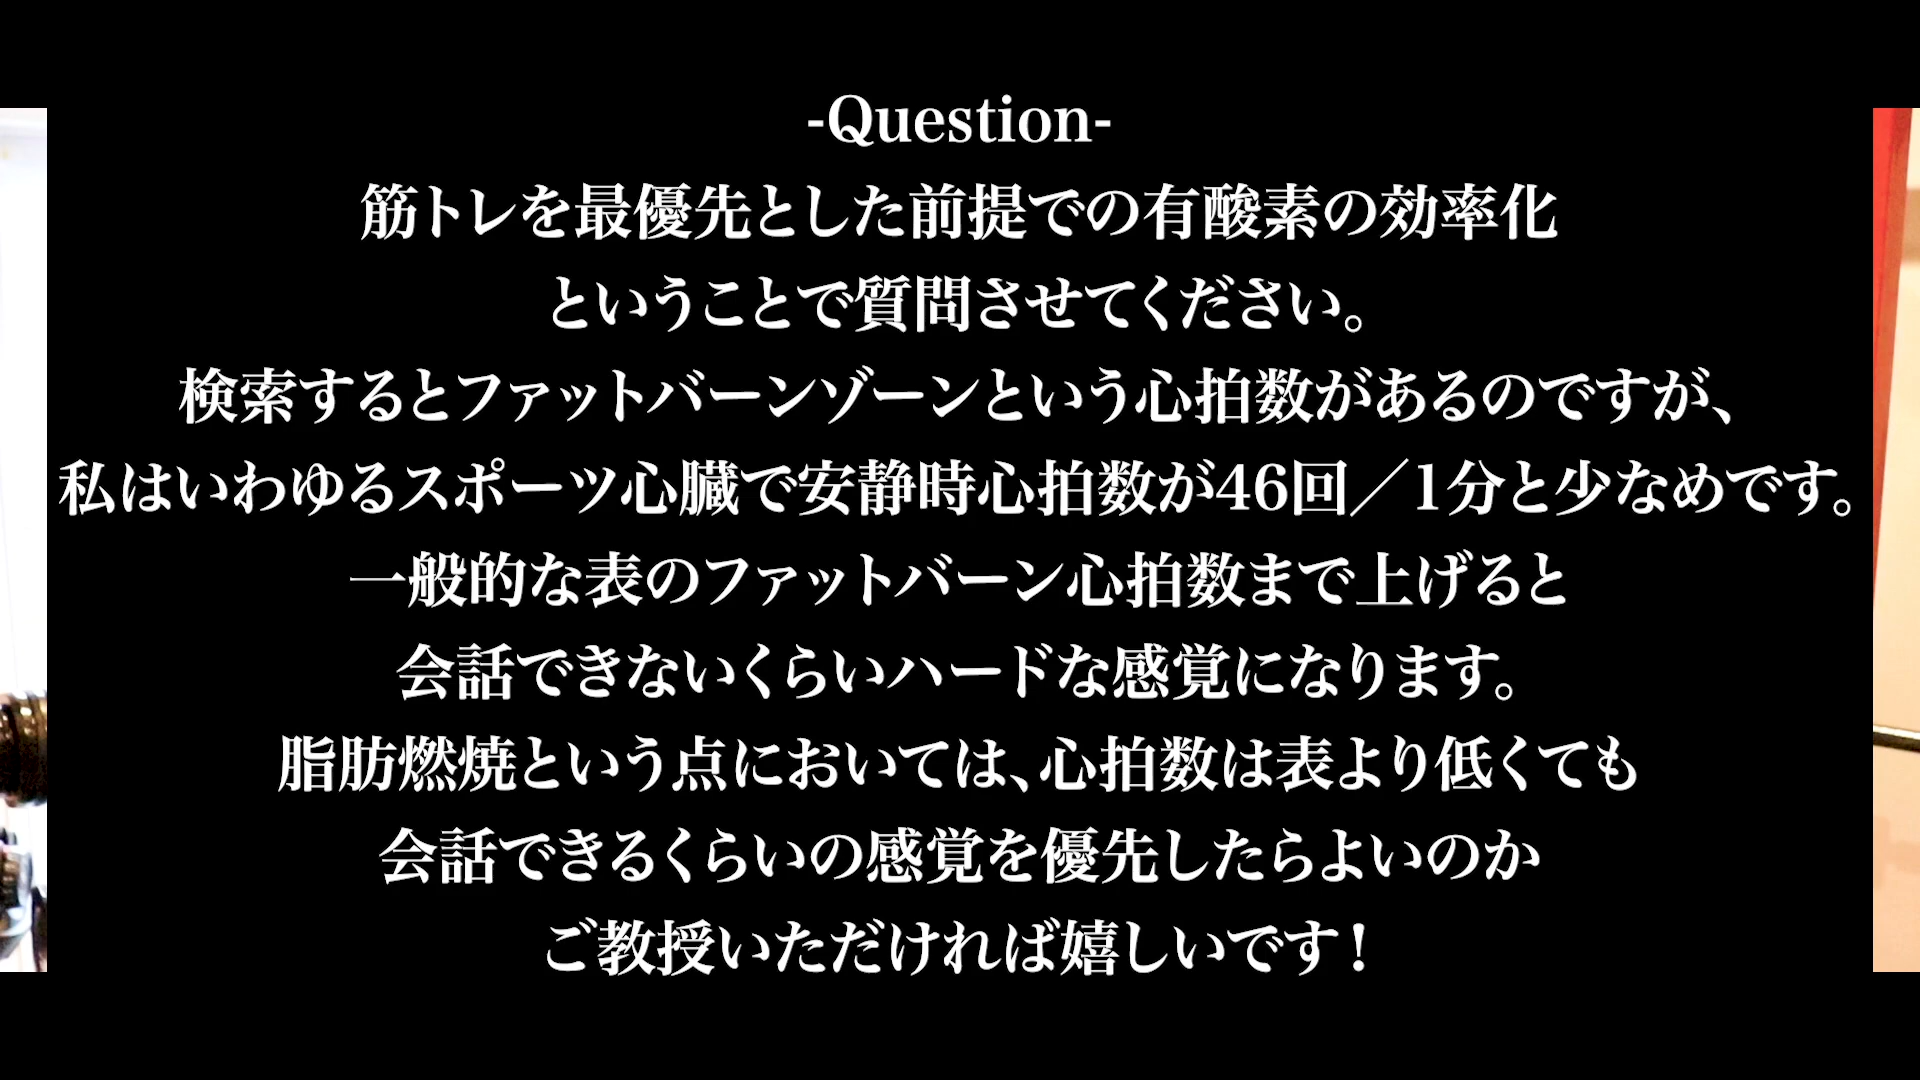 -Question-
筋トレを最優先とした前提での有酸素の効率化
ということで質問させてください。
検索するとファットバーンゾーンという心拍数があるのですが、
私はいわゆるスポーツ心臓で安静時心拍数が46回／1分と少なめです。
一般的な表のファットバーン心拍数まで上げると
会話できないくらいハードな感覚になります。
脂肪燃焼という点においては、心拍数は表より低くても
会話できるくらいの感覚を優先したらよいのか
ご教授いただければ嬉しいです！